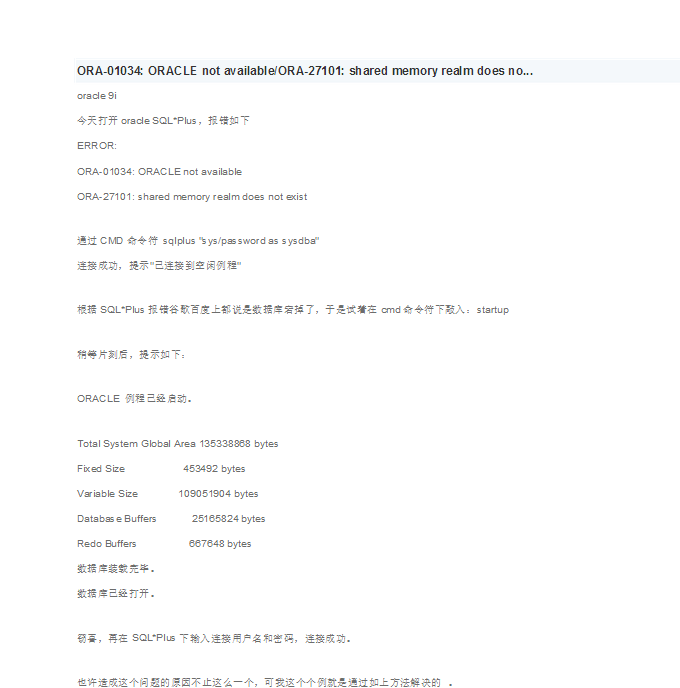 ORA-01034: ORACLE not available/ORA-27101: shared memory realm does no...
oracle 9i
今天打开 oracle SQL*Plus，报错如下
ERROR:
ORA-01034: ORACLE not available
ORA-27101: shared memory realm does not exist
通过 CMD 命令符 sqlplus "sys/password as sysdba"
连接成功，提示"已连接到空闲例程"
根据 SQL*Plus 报错谷歌百度上都说是数据库宕掉了，于是试着在 cmd 命令符下敲入：startup
稍等片刻后，提示如下：
ORACLE 例程已经启动。
Total System Global Area 135338868 bytes
Fixed Size 453492 bytes
Variable Size 109051904 bytes
Database Buffers 25165824 bytes
Redo Buffers 667648 bytes
数据库装载完毕。
数据库已经打开。
窃喜，再在 SQL*Plus 下输入连接用户名和密码，连接成功。
也许造成这个问题的原因不止这么一个，可我这个个例就是通过如上方法解决的 。